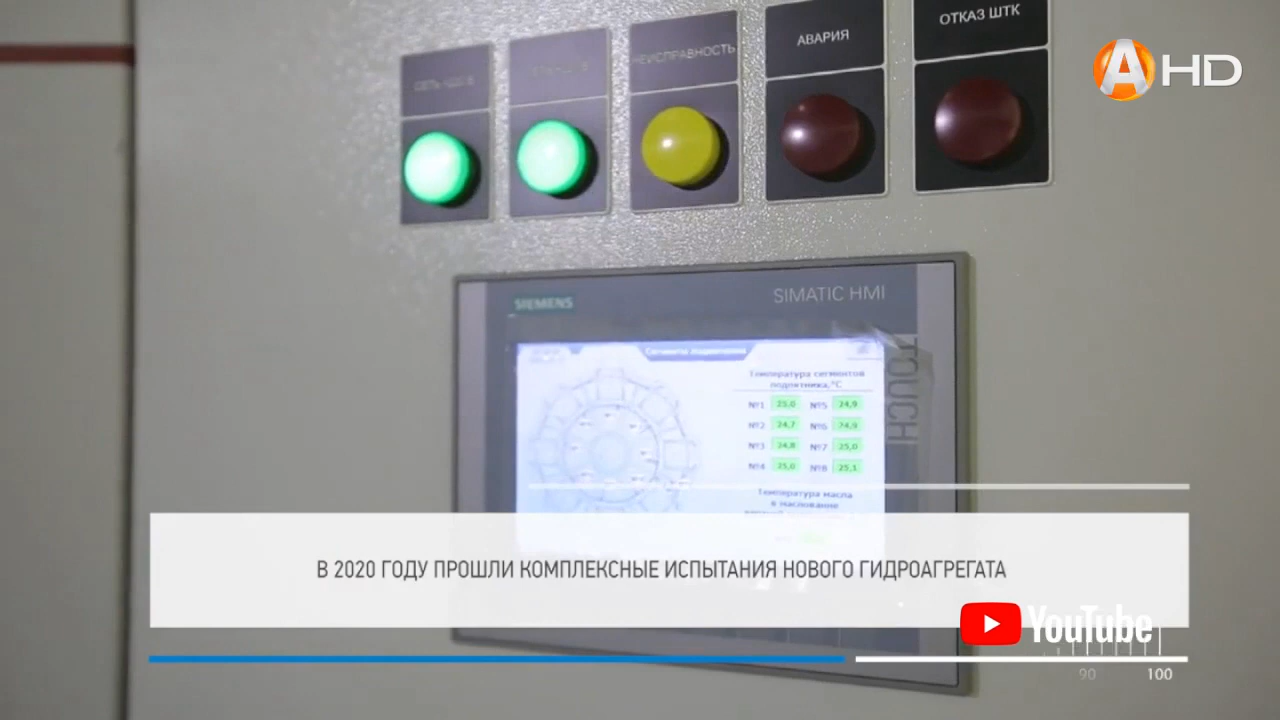 НЕИСПРАВНОСТЬ
АВАРИЯ
ОТКАЗ ШТК
A HD
SIEMENS
SIMATIC HMI
TOUCH
Сегменты подпятника
Температура сегментов
подпятника,°C
№1 25,0 №5 24,9
№2 24,7 №6 24,9
№3 24,8 №7 25,0
№4 25,0 №8 25,1
Температура масла
в маслованне
В 2020 ГОДУ ПРОШЛИ КОМПЛЕКСНЫЕ ИСПЫТАНИЯ НОВОГО ГИДРОАГРЕГАТА
YouTube
90 100